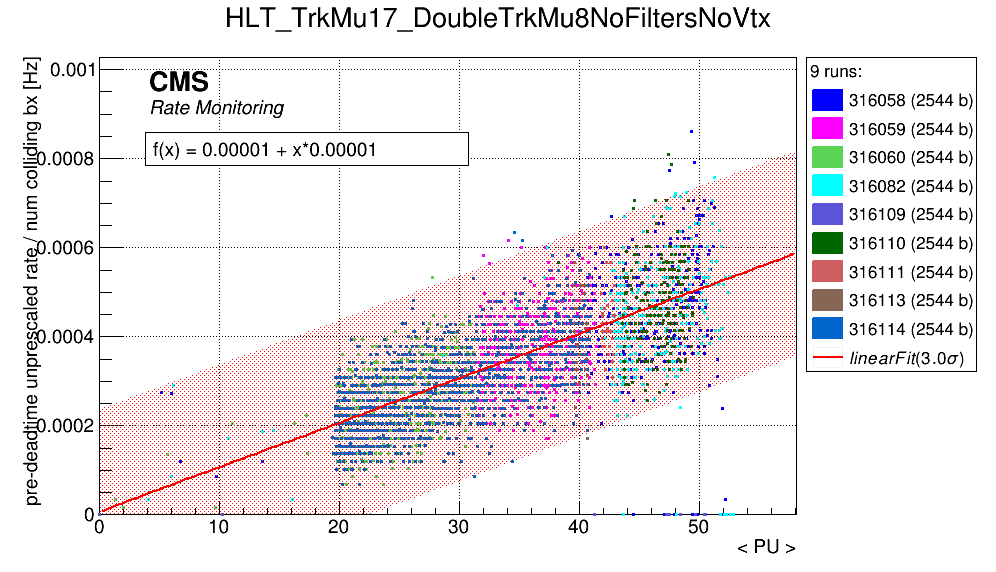 HLT_TrkMu17_DoubleTrkMu8NoFiltersNoVtx
pre-deadtime unprescaled rate / num colliding bx [Hz]
0.001
0.0008
0.0006
0.0004
0.0002
0
CMS
Rate Monitoring
f(x) = 0.00001 + x*0.00001
0 10 20 30 40 50
< PU >
9 runs:
316058 (2544 b)
316059 (2544 b)
316060 (2544 b)
316082 (2544 b)
316109 (2544 b)
316110 (2544 b)
316111 (2544 b)
316113 (2544 b)
316114 (2544 b)
linearFit(3.0σ)